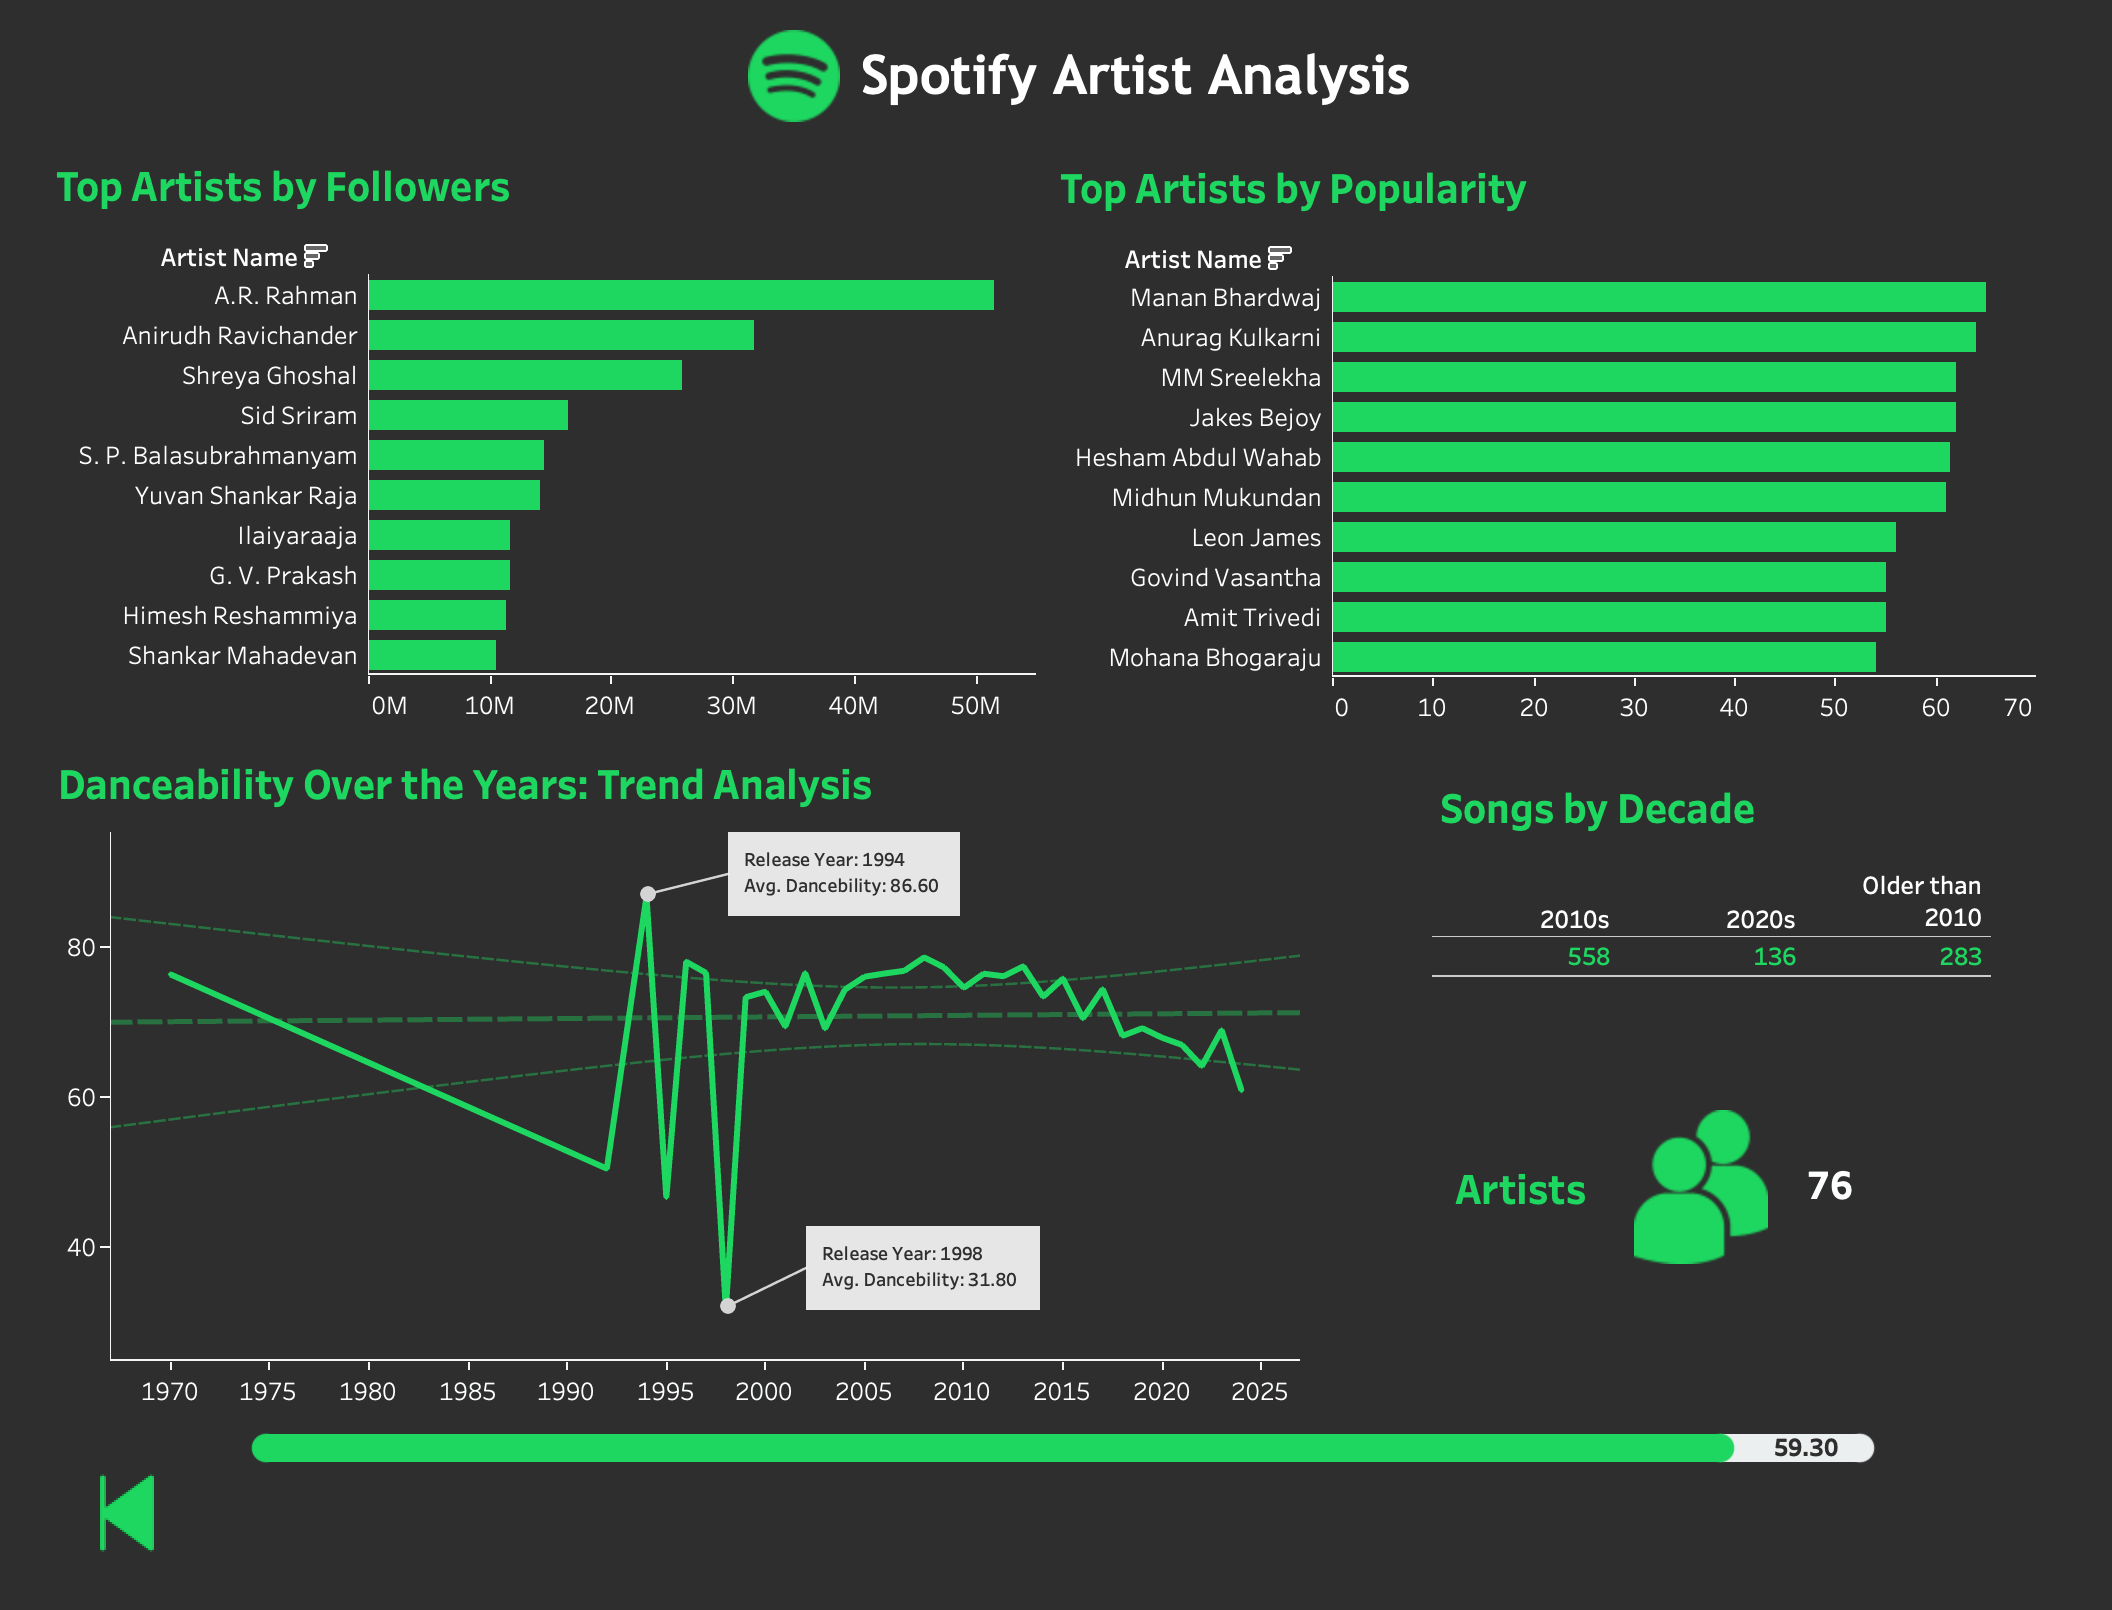 Spotify Artist Analysis
Top Artists by Followers
Artist Name
A.R. Rahman
Anirudh Ravichander
Shreya Ghoshal
Sid Sriram
S. P. Balasubrahmanyam
Yuvan Shankar Raja
Ilaiyaraaja
G. V. Prakash
Himesh Reshammiya
Shankar Mahadevan
0M 10M 20M 30M 40M 50M
Top Artists by Popularity
Artist Name
Manan Bhardwaj
Anurag Kulkarni
MM Sreelekha
Jakes Bejoy
Hesham Abdul Wahab
Midhun Mukundan
Leon James
Govind Vasantha
Amit Trivedi
Mohana Bhogaraju
0 10 20 30 40 50 60 70
Danceability Over the Years: Trend Analysis
Release Year: 1994
Avg. Dancebility: 86.60
80
60
40
Release Year: 1998
Avg. Dancebility: 31.80
1970 1975 1980 1985 1990 1995 2000 2005 2010 2015 2020 2025
Songs by Decade
Older than
2010s 2020s 2010
558 136 283
Artists 76
59.30